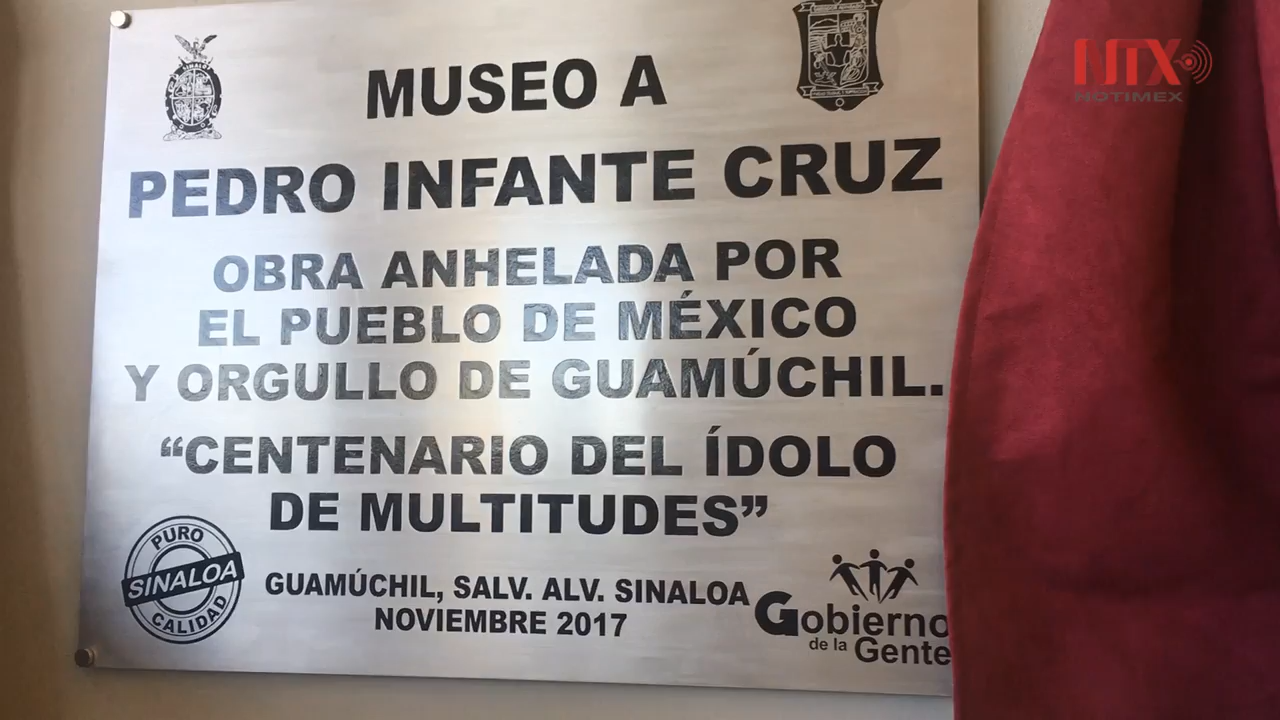 NTX
NOTIMEX
MUSEO A
PEDRO INFANTE CRUZ
OBRA ANHELADA POR
EL PUEBLO DE MÉXICO
Y ORGULLO DE GUAMÚCHIL.
“CENTENARIO DEL ÍDOLO
DE MULTITUDES”
PURO
SINALOA
CALIDAD
GUAMÚCHIL, SALV. ALV. SINALOA
NOVIEMBRE 2017
Gobierno
de la Gente